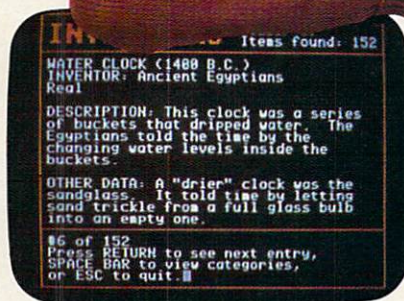 Items found: 152
WATER CLOCK (1400 B.C.)
INVENTOR: Ancient Egyptians
Real
DESCRIPTION: This clock was a series
of buckets that dripped water. The
Egyptians told the time by the
changing water levels inside the
buckets.
OTHER DATA: A "drier" clock was the
sandglass. It told time by letting
sand trickle from a full glass bulb
into an empty one.
#6 of 152
Press RETURN to see next entry,
SPACE BAR to view categories,
or ESC to quit.